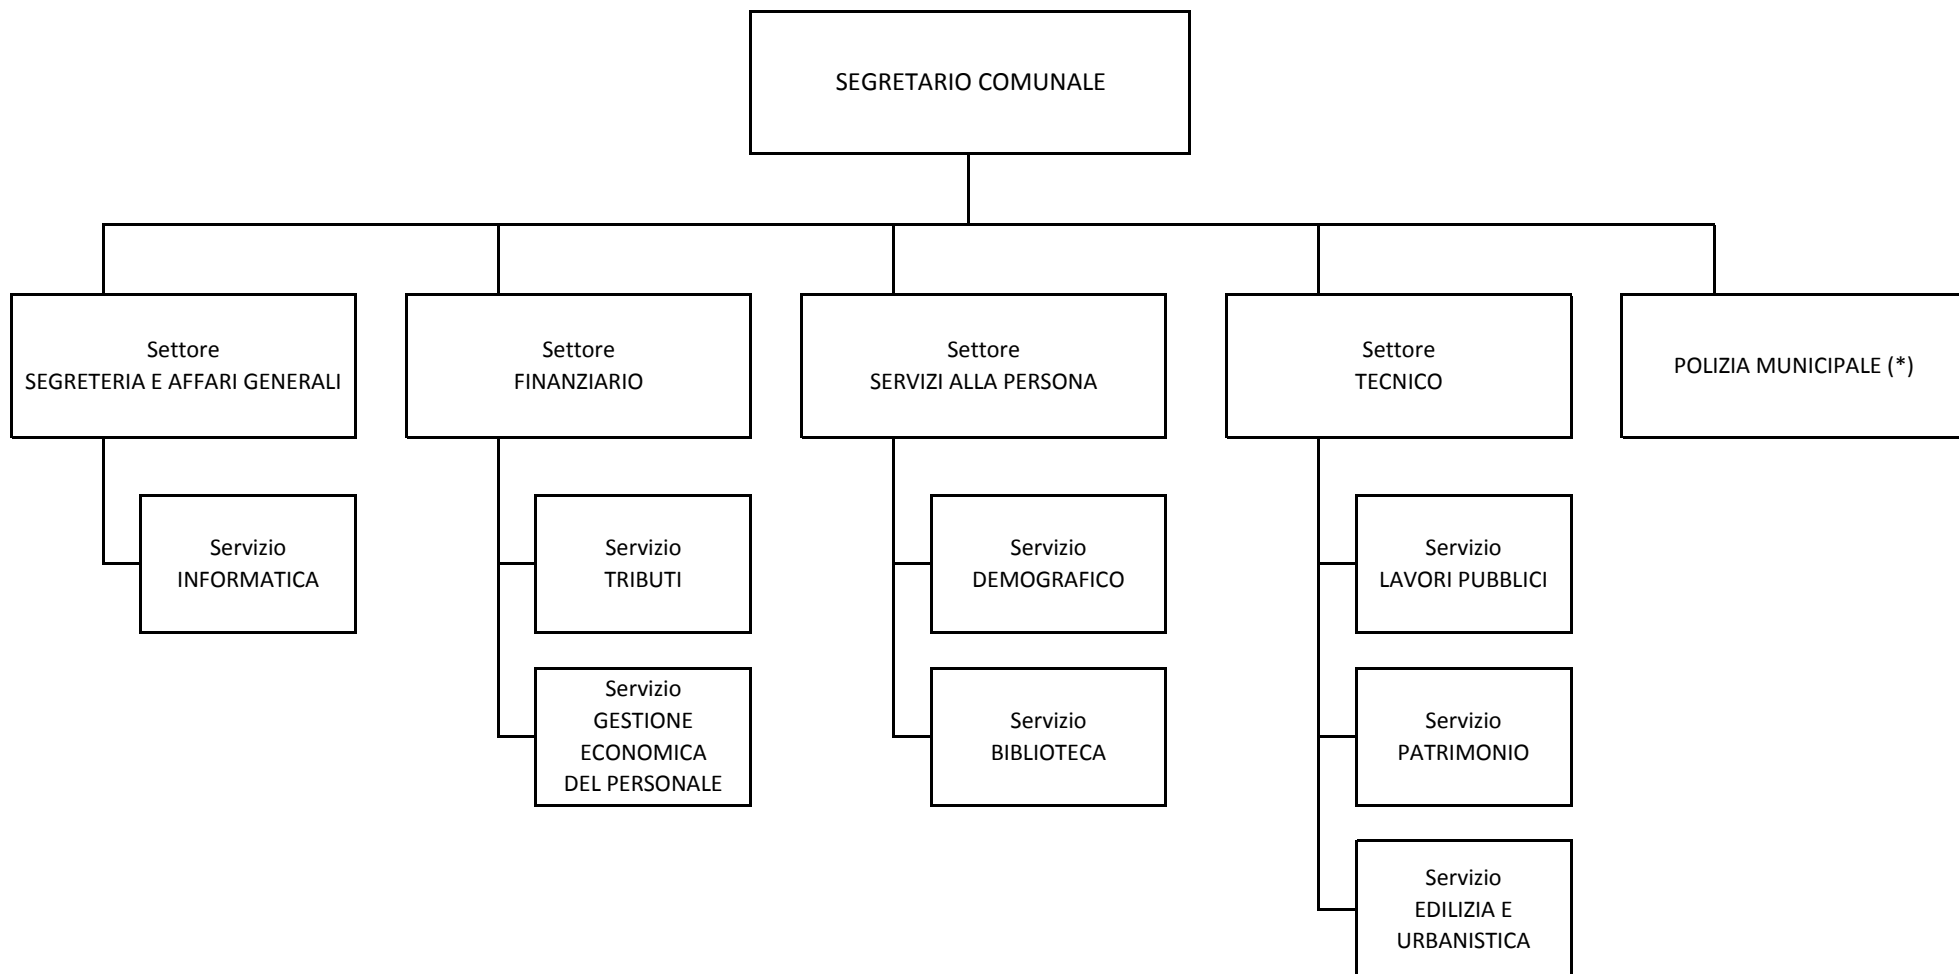 SEGRETARIO COMUNALE
Settore
SEGRETERIA E AFFARI GENERALI
Settore
FINANZIARIO
Settore
SERVIZI ALLA PERSONA
Settore
TECNICO
POLIZIA MUNICIPALE (*)
Servizio
INFORMATICA
Servizio
TRIBUTI
Servizio
DEMOGRAFICO
Servizio
LAVORI PUBBLICI
Servizio
GESTIONE
ECONOMICA
DEL PERSONALE
Servizio
BIBLIOTECA
Servizio
PATRIMONIO
Servizio
EDILIZIA E
URBANISTICA